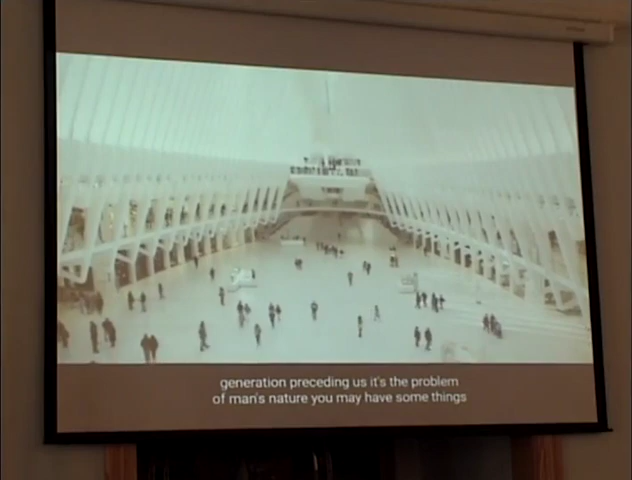 generation preceding us it's the problem
of man's nature you may have some things